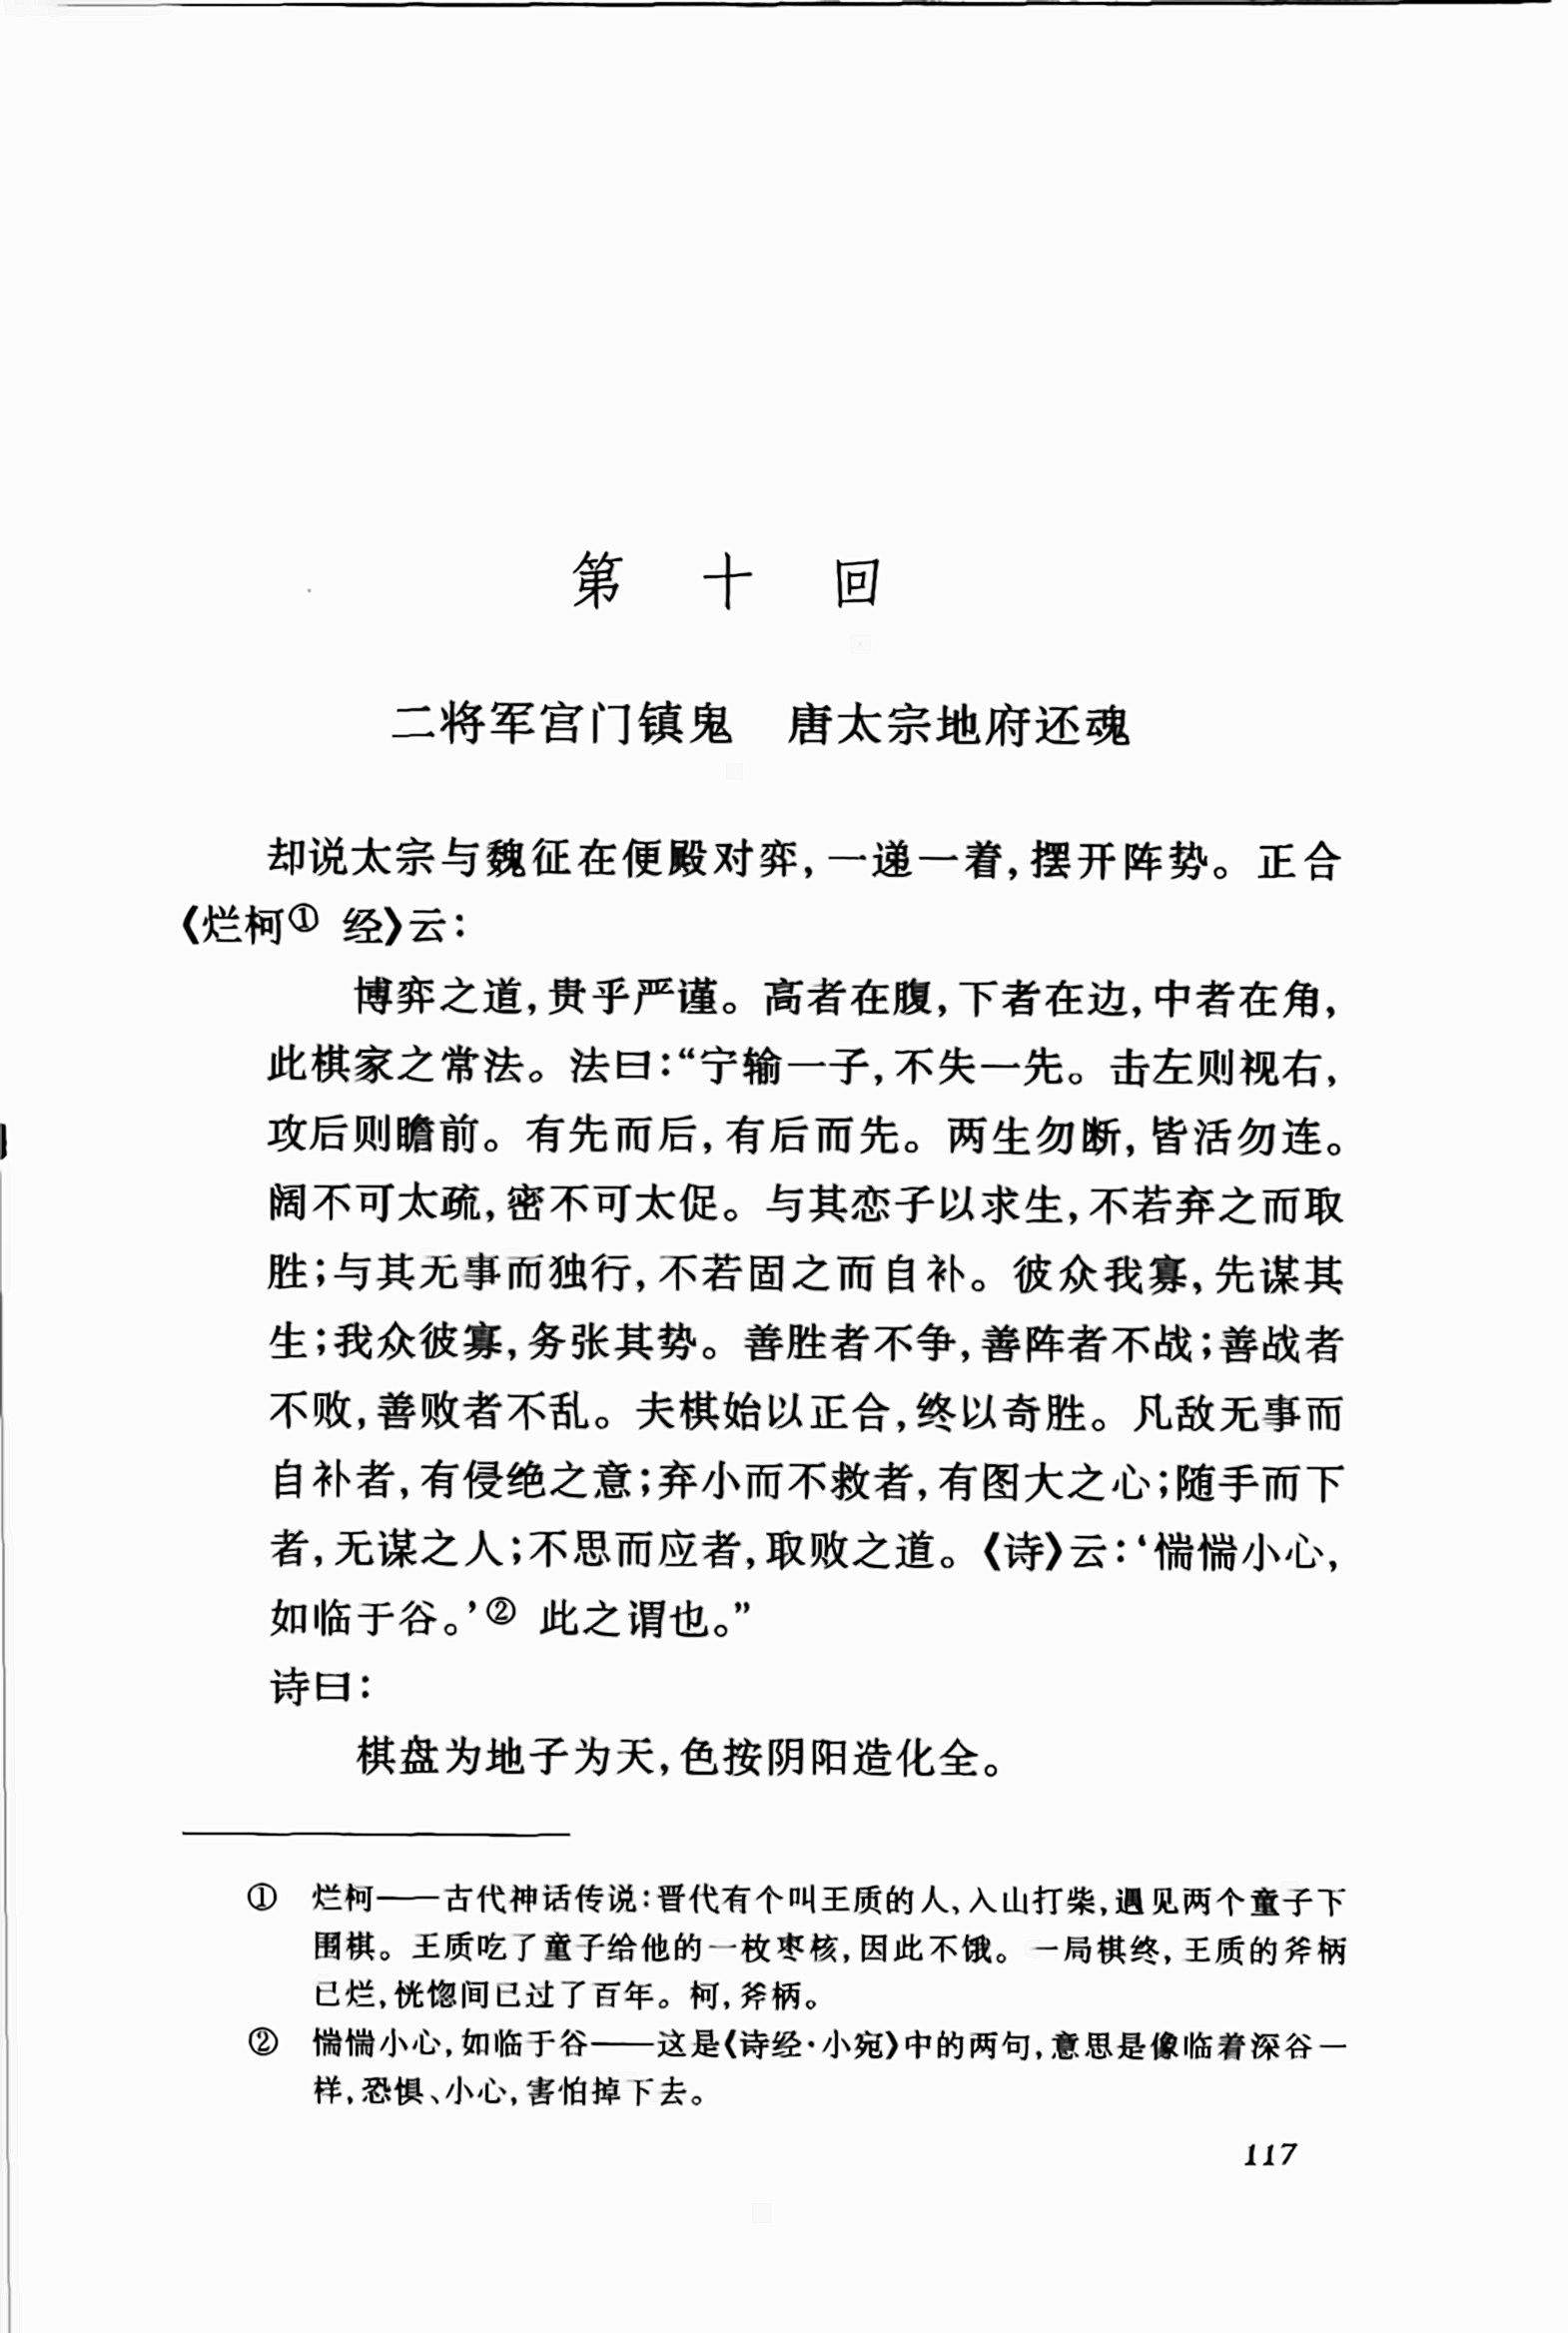 第 十 回
二将军宫门镇鬼 唐太宗地府还魂
却说太宗与魏征在便殿对弈,一递一着,摆开阵势。正合
《烂柯① 经》云:
博弈之道,贵乎严谨。高者在腹,下者在边,中者在角,
此棋家之常法。法曰:“宁输一子,不失一先。击左则视右,
攻后则瞻前。有先而后,有后而先。两生勿断,皆活勿连。
阔不可太疏,密不可太促。与其恋子以求生,不若弃之而取
胜;与其无事而独行,不若固之而自补。彼众我寡,先谋其
生;我众彼寡,务张其势。善胜者不争,善阵者不战;善战者
不败,善败者不乱。夫棋始以正合,终以奇胜。凡敌无事而
自补者,有侵绝之意;弃小而不救者,有图大之心;随手而下
者,无谋之人;不思而应者,取败之道。《诗》云:‘惴惴小心,
如临于谷。’② 此之谓也。”
诗曰:
棋盘为地子为天,色按阴阳造化全。
① 烂柯——古代神话传说:晋代有个叫王质的人,入山打柴,遇见两个童子下
围棋。王质吃了童子给他的一枚枣核,因此不饿。一局棋终,王质的斧柄
已烂,恍惚间已过了百年。柯,斧柄。
② 惴惴小心,如临于谷——这是《诗经·小宛》中的两句,意思是像临着深谷一
样,恐惧、小心,害怕掉下去。
117